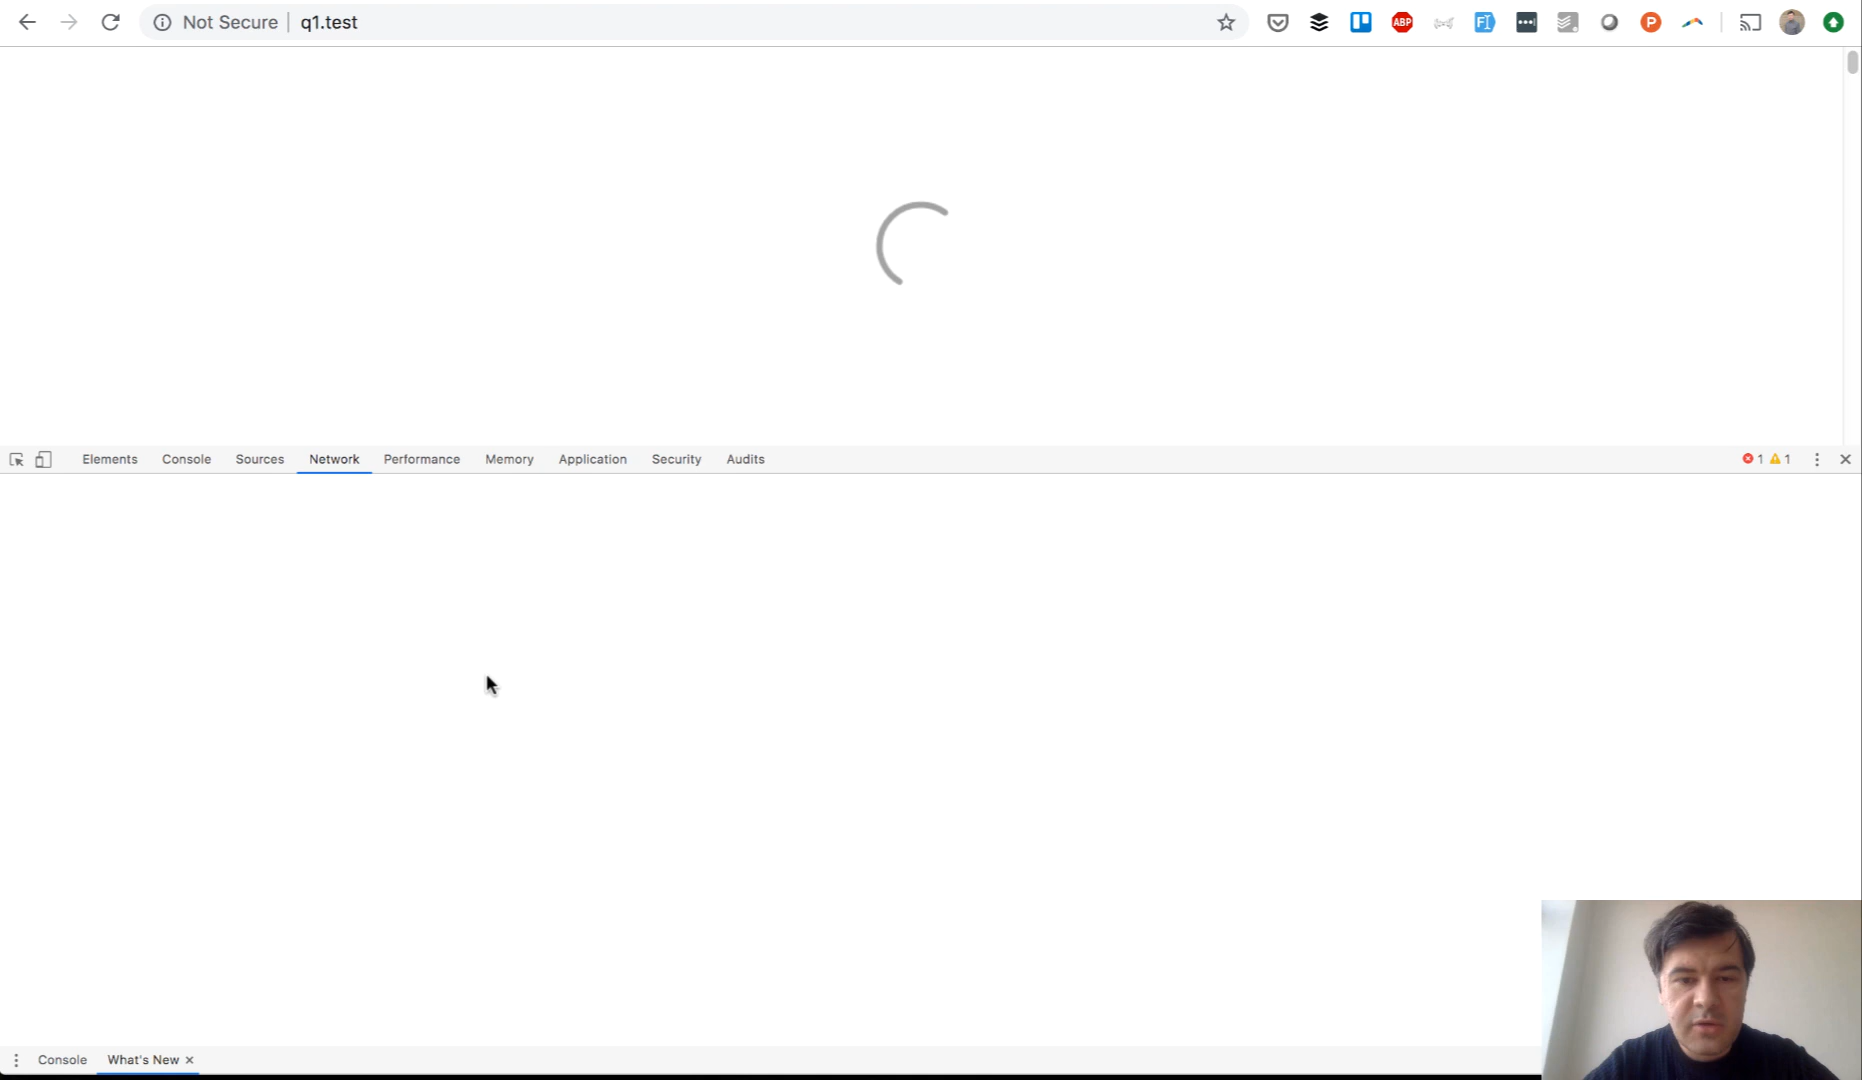 Not Secure | q1.test
ABP
P
Elements Console Sources Network Performance Memory Application Security Audits 1 1
Console What's New